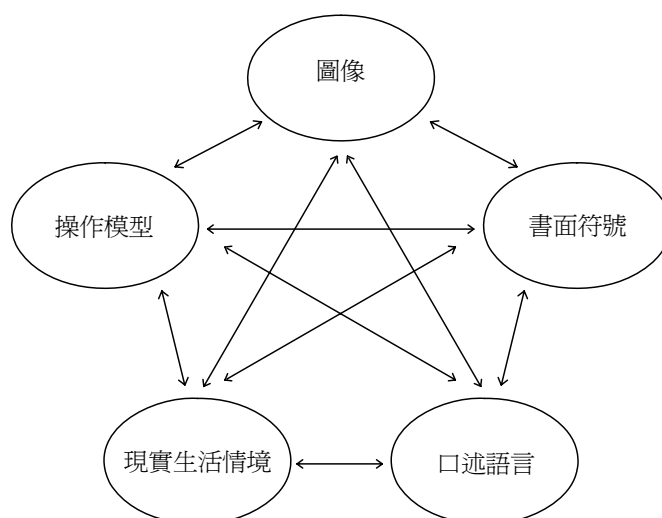 圖像
操作模型
書面符號
現實生活情境
口述語言